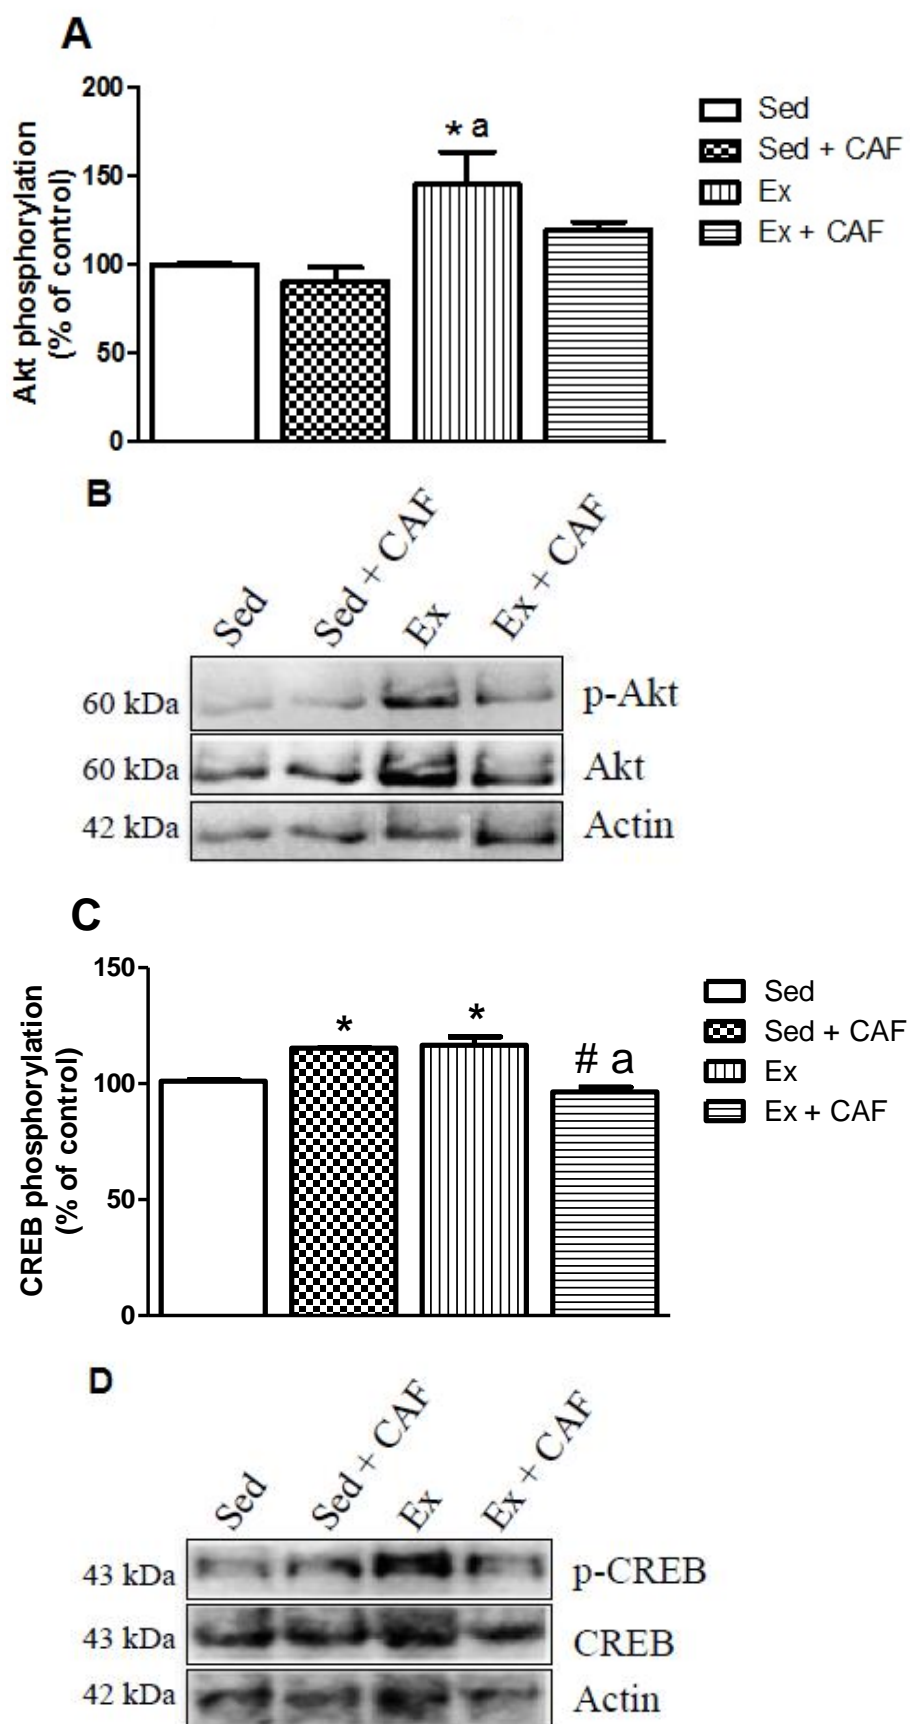 A
200
150
100
50
0
Akt phosphorylation
(% of control)
* a
Sed
Sed + CAF
Ex
Ex + CAF
B
Sed
Sed + CAF
Ex
Ex + CAF
60 kDa
p-Akt
60 kDa
Akt
42 kDa
Actin
C
150
100
50
0
CREB phosphorylation
(% of control)
*
*
# a
Sed
Sed + CAF
Ex
Ex + CAF
D
Sed
Sed + CAF
Ex
Ex + CAF
43 kDa
p-CREB
43 kDa
CREB
42 kDa
Actin